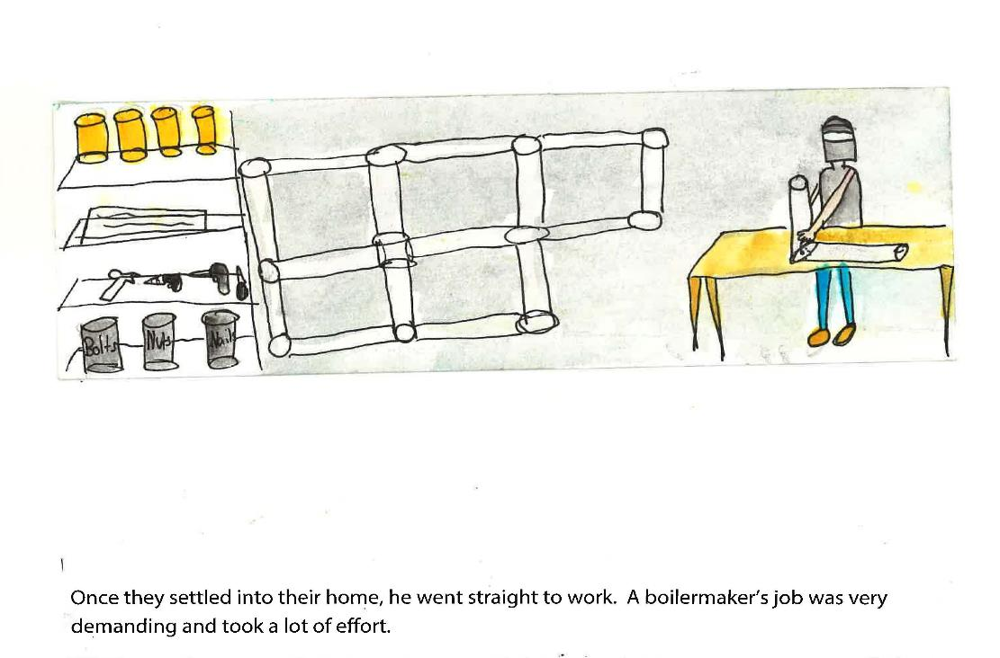 Bolts
Nuts
Nails
Once they settled into their home, he went straight to work.  A boilermaker's job was very
demanding and took a lot of effort.